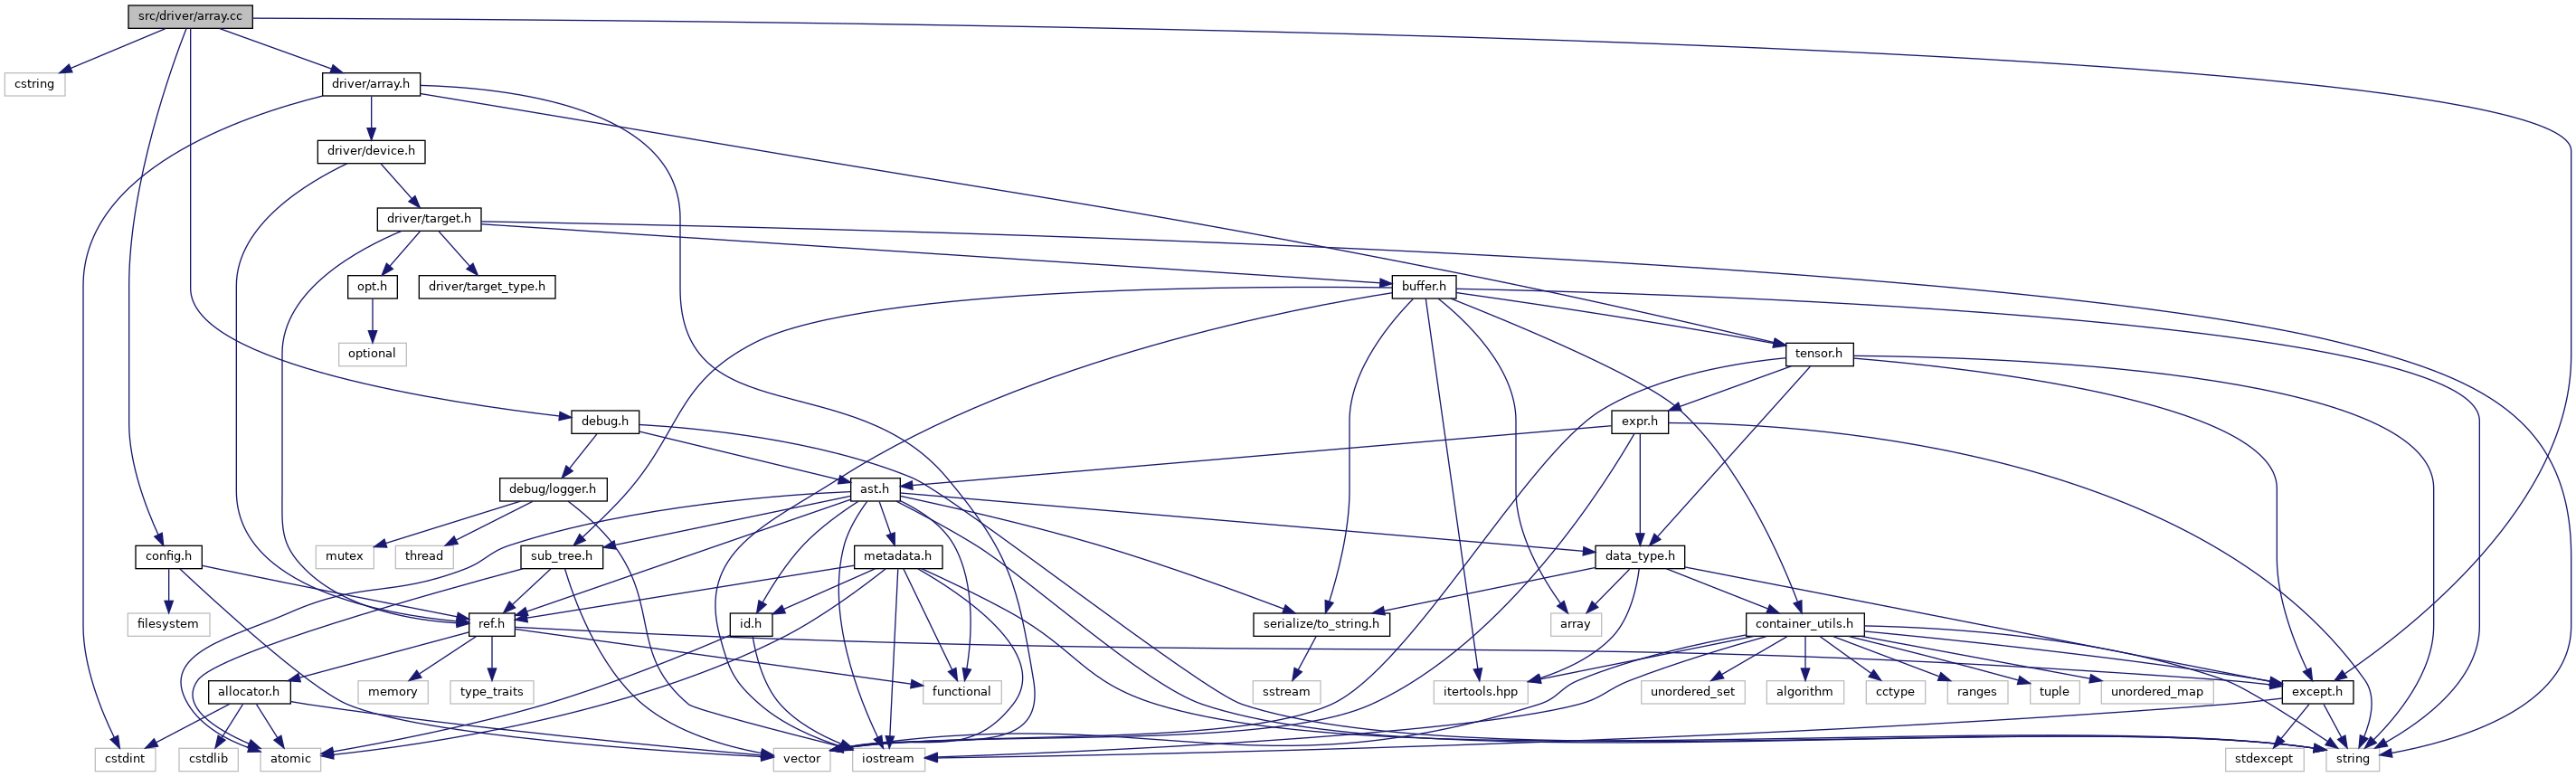 src/driver/array.cc
cstring
driver/array.h
driver/device.h
driver/target.h
opt.h
driver/target_type.h
buffer.h
optional
tensor.h
debug.h
expr.h
debug/logger.h
ast.h
config.h
mutex
thread
sub_tree.h
metadata.h
data_type.h
filesystem
ref.h
id.h
serialize/to_string.h
array
container_utils.h
allocator.h
memory
type_traits
functional
sstream
itertools.hpp
unordered_set
algorithm
cctype
ranges
tuple
unordered_map
except.h
cstdint
cstdlib
atomic
vector
iostream
stdexcept
string